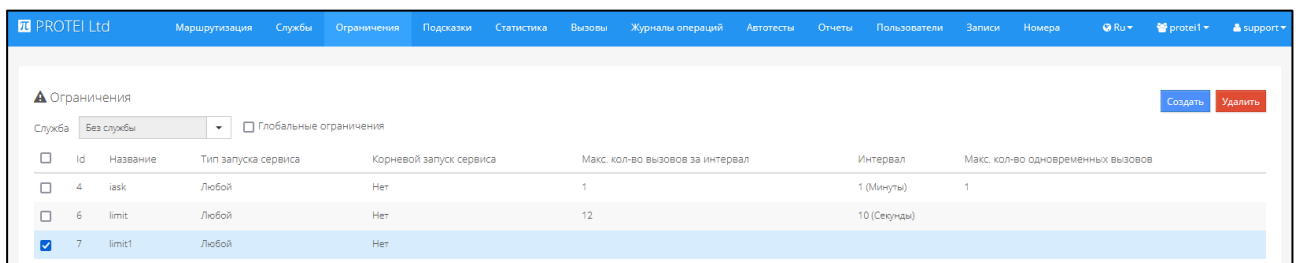 PROTEI Ltd Маршрутизация Службы Ограничения Подсказки Статистика Вызовы Журналы операций Автотесты Отчеты Пользователи Записи Номера Ru protei1 support
Ограничения Создать Удалить
Служба Без службы Глобальные ограничения
Id Название Тип запуска сервиса Корневой запуск сервиса Макс. кол-во вызовов за интервал Интервал Макс. кол-во одновременных вызовов
4 iask Любой Нет 1 1 (Минуты) 1
6 limit Любой Нет 12 10 (Секунды)
7 limit1 Любой Нет